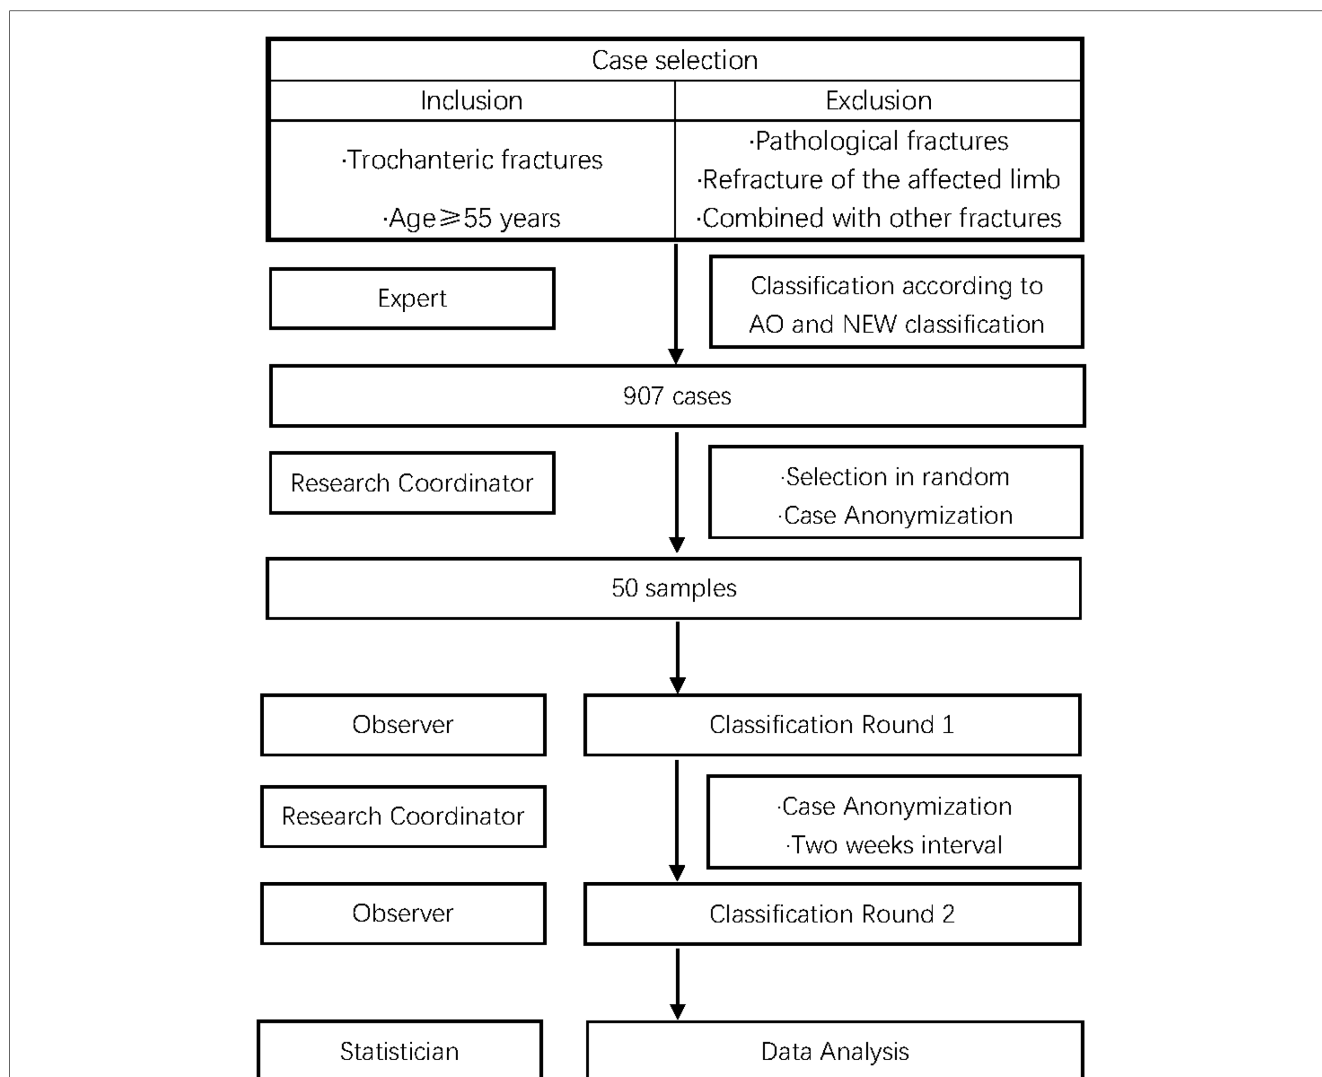 Case selection
Inclusion
Exclusion
·Trochanteric fractures
·Age≥55 years
·Pathological fractures
·Refracture of the affected limb
·Combined with other fractures
Expert
Classification according to
AO and NEW classification
907 cases
Research Coordinator
·Selection in random
·Case Anonymization
50 samples
Observer
Classification Round 1
Research Coordinator
·Case Anonymization
·Two weeks interval
Observer
Classification Round 2
Statistician
Data Analysis